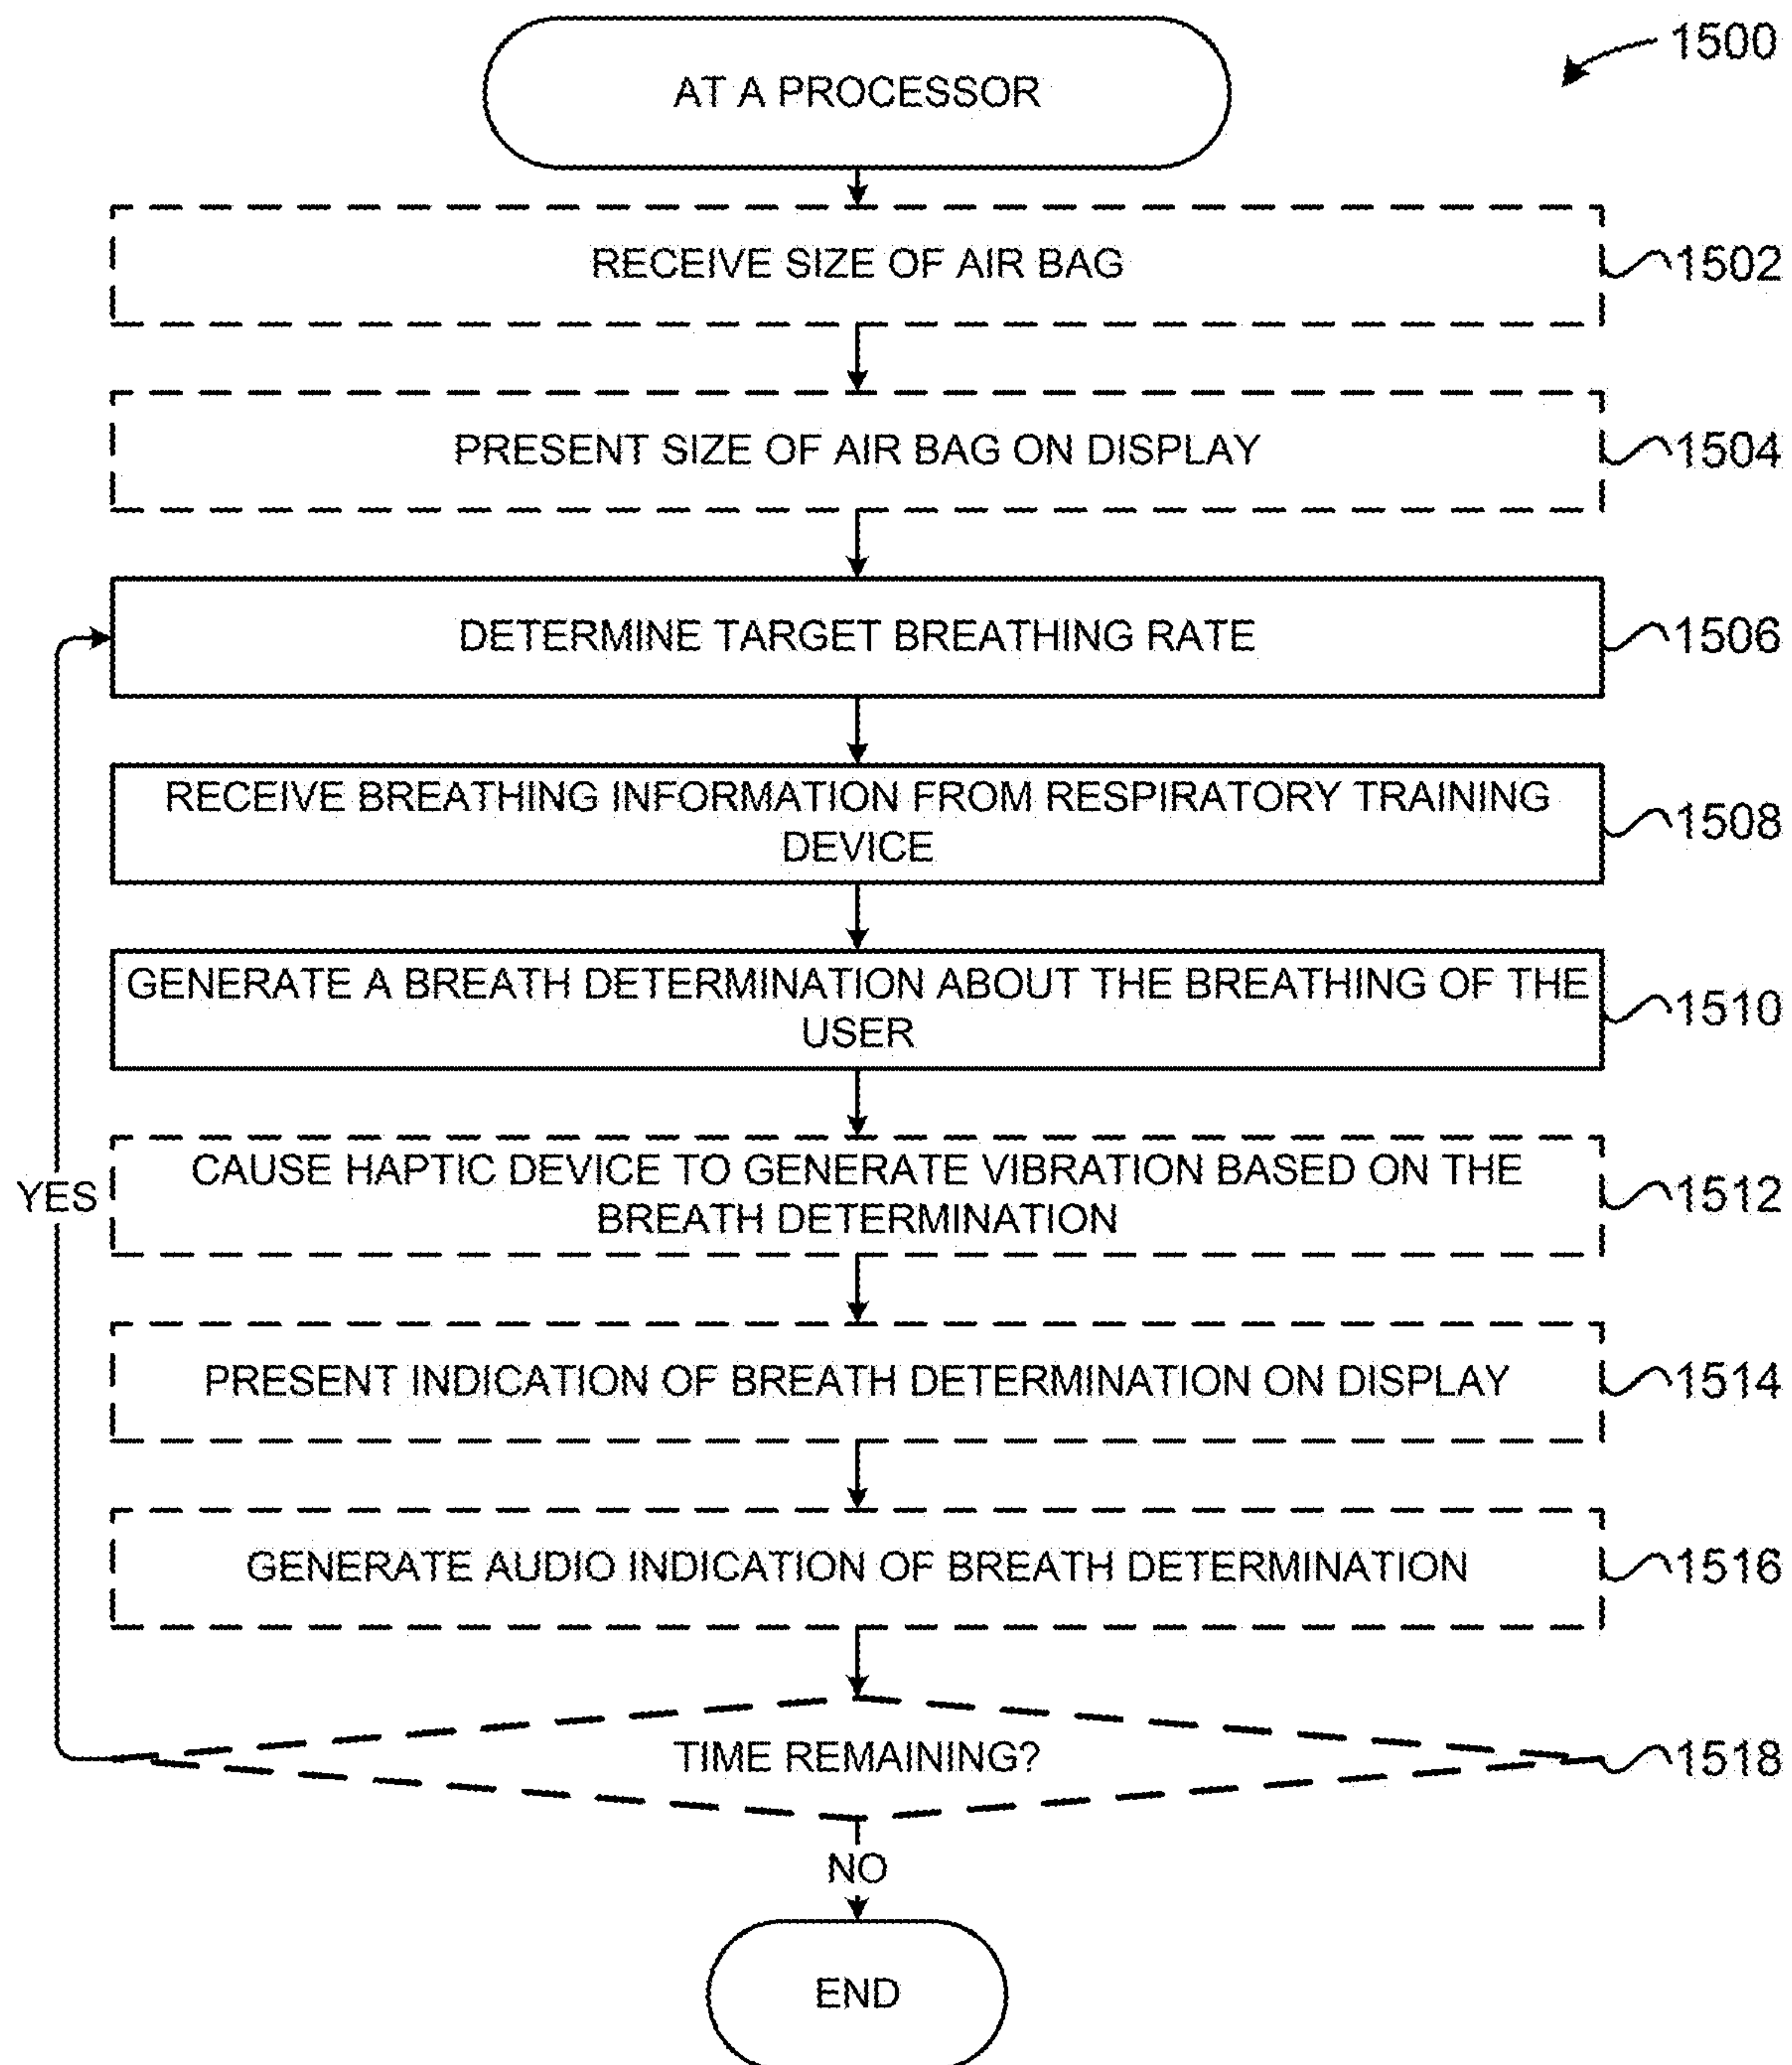 1500
AT A PROCESSOR
RECEIVE SIZE OF AIR BAG
1502
PRESENT SIZE OF AIR BAG ON DISPLAY
1504
DETERMINE TARGET BREATHING RATE
1506
RECEIVE BREATHING INFORMATION FROM RESPIRATORY TRAINING
DEVICE
1508
GENERATE A BREATH DETERMINATION ABOUT THE BREATHING OF THE
USER
1510
CAUSE HAPTIC DEVICE TO GENERATE VIBRATION BASED ON THE
BREATH DETERMINATION
1512
YES
PRESENT INDICATION OF BREATH DETERMINATION ON DISPLAY
1514
GENERATE AUDIO INDICATION OF BREATH DETERMINATION
1516
TIME REMAINING?
1518
NO
END